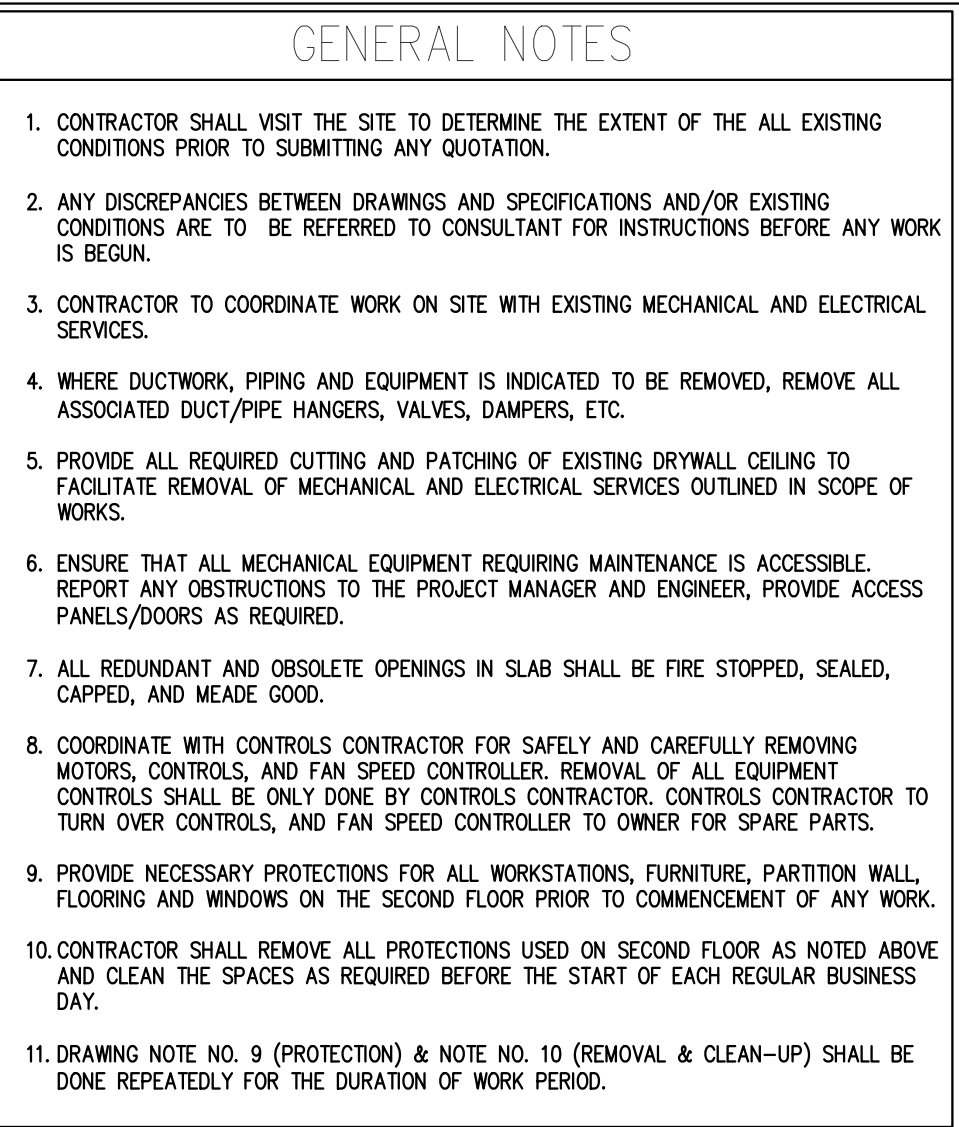 GENERAL NOTES
1. CONTRACTOR SHALL VISIT THE SITE TO DETERMINE THE EXTENT OF THE ALL EXISTING
CONDITIONS PRIOR TO SUBMITTING ANY QUOTATION.
2. ANY DISCREPANCIES BETWEEN DRAWINGS AND SPECIFICATIONS AND/OR EXISTING
CONDITIONS ARE TO BE REFERRED TO CONSULTANT FOR INSTRUCTIONS BEFORE ANY WORK
IS BEGUN.
3. CONTRACTOR TO COORDINATE WORK ON SITE WITH EXISTING MECHANICAL AND ELECTRICAL
SERVICES.
4. WHERE DUCTWORK, PIPING AND EQUIPMENT IS INDICATED TO BE REMOVED, REMOVE ALL
ASSOCIATED DUCT/PIPE HANGERS, VALVES, DAMPERS, ETC.
5. PROVIDE ALL REQUIRED CUTTING AND PATCHING OF EXISTING DRYWALL CEILING TO
FACILITATE REMOVAL OF MECHANICAL AND ELECTRICAL SERVICES OUTLINED IN SCOPE OF
WORKS.
6. ENSURE THAT ALL MECHANICAL EQUIPMENT REQUIRING MAINTENANCE IS ACCESSIBLE.
REPORT ANY OBSTRUCTIONS TO THE PROJECT MANAGER AND ENGINEER, PROVIDE ACCESS
PANELS/DOORS AS REQUIRED.
7. ALL REDUNDANT AND OBSOLETE OPENINGS IN SLAB SHALL BE FIRE STOPPED, SEALED,
CAPPED, AND MEADE GOOD.
8. COORDINATE WITH CONTROLS CONTRACTOR FOR SAFELY AND CAREFULLY REMOVING
MOTORS, CONTROLS, AND FAN SPEED CONTROLLER. REMOVAL OF ALL EQUIPMENT
CONTROLS SHALL BE ONLY DONE BY CONTROLS CONTRACTOR. CONTROLS CONTRACTOR TO
TURN OVER CONTROLS, AND FAN SPEED CONTROLLER TO OWNER FOR SPARE PARTS.
9. PROVIDE NECESSARY PROTECTIONS FOR ALL WORKSTATIONS, FURNITURE, PARTITION WALL,
FLOORING AND WINDOWS ON THE SECOND FLOOR PRIOR TO COMMENCEMENT OF ANY WORK.
10. CONTRACTOR SHALL REMOVE ALL PROTECTIONS USED ON SECOND FLOOR AS NOTED ABOVE
AND CLEAN THE SPACES AS REQUIRED BEFORE THE START OF EACH REGULAR BUSINESS
DAY.
11. DRAWING NOTE NO. 9 (PROTECTION) & NOTE NO. 10 (REMOVAL & CLEAN-UP) SHALL BE
DONE REPEATEDLY FOR THE DURATION OF WORK PERIOD.